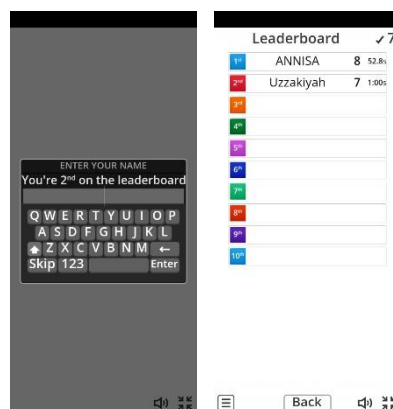 ENTER YOUR NAME
You're 2nd on the leaderboard
Q W E R T Y U I O P
A S D F G H J K L
Z X C V B N M
Skip 123 Enter
Leaderboard ✓ 7
1st ANNISA 8 52.8s
2nd Uzzakiyah 7 1:00s
3rd
4th
5th
6th
7th
8th
9th
10th
Back